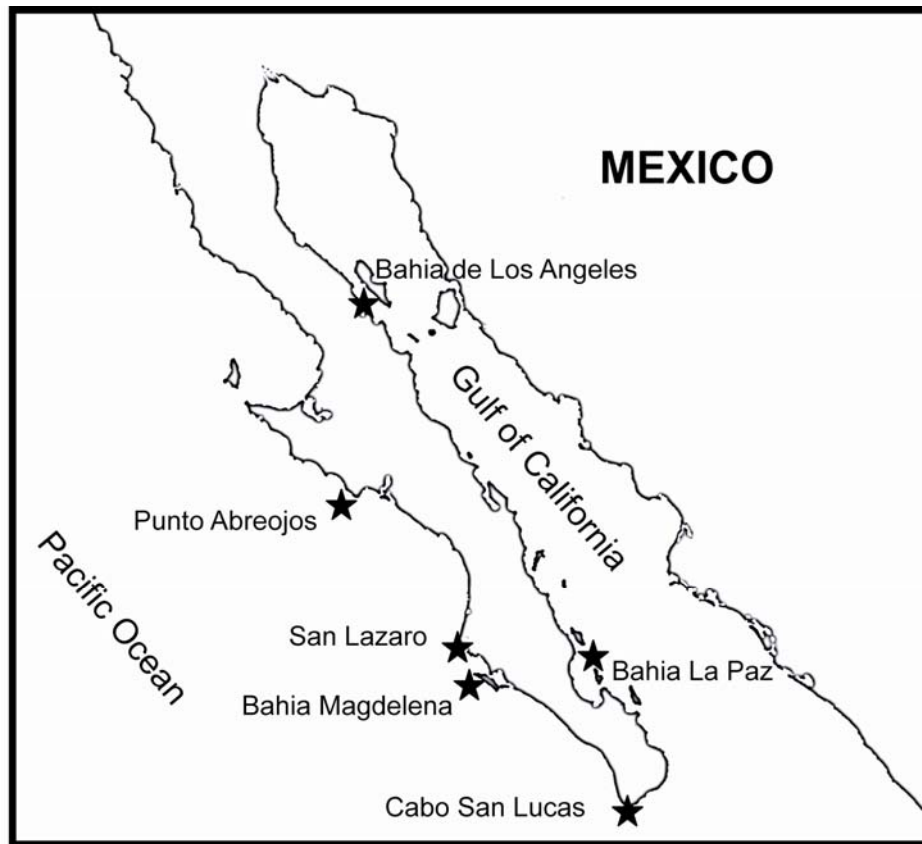 MEXICO
Bahia de Los Angeles
Gulf of California
Punto Abreojos
Pacific Ocean
San Lazaro
Bahia La Paz
Bahia Magdelena
Cabo San Lucas